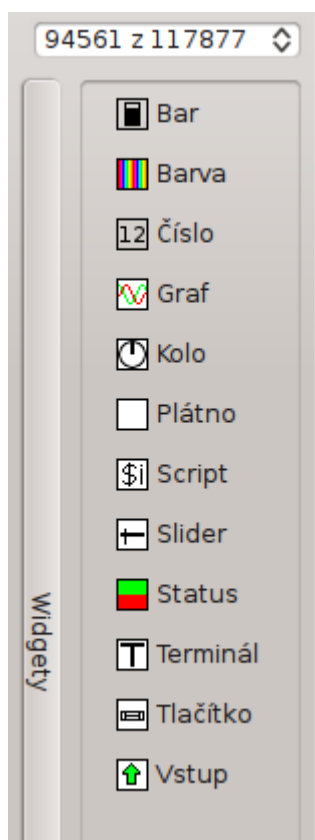 94561 z 117877
Widgety
Bar
Barva
12 Číslo
Graf
Kolo
Plátno
$i Script
Slider
Status
T Terminál
Tlačítko
Vstup